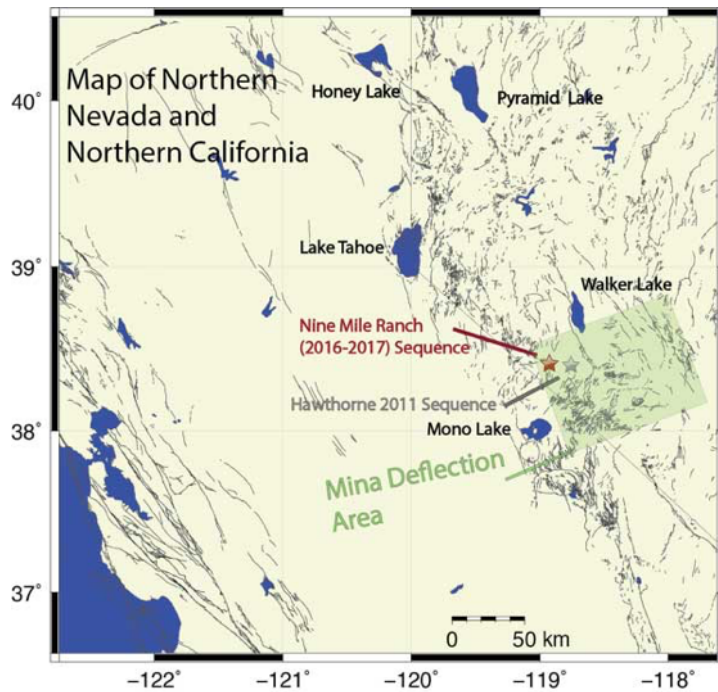 Map of Northern
Nevada and
Northern California
Honey Lake
Pyramid Lake
Lake Tahoe
Walker Lake
Nine Mile Ranch
(2016-2017) Sequence
Hawthorne 2011 Sequence
Mono Lake
Mina Deflection
Area
40°
39°
38°
37°
0 50 km
−122° −121° −120° −119° −118°